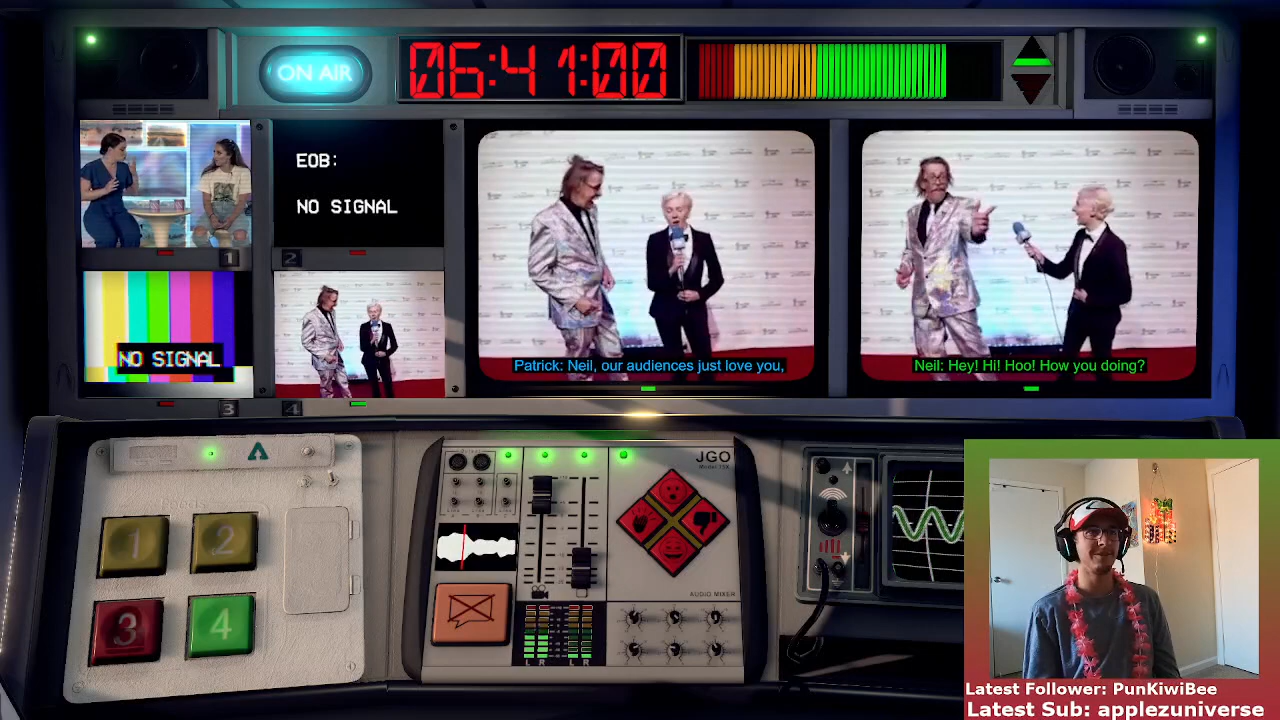 ON AIR
06:41:00
EOB:
NO SIGNAL
1
2
NO SIGNAL
3
4
Patrick: Neil, our audiences just love you,
Neil: Hey! Hi! Hoo! How you doing?
JGO
1
2
3
4
AUDIO MIXER
L R L R
Latest Follower: PunKiwiBee
Latest Sub: applezuniverse